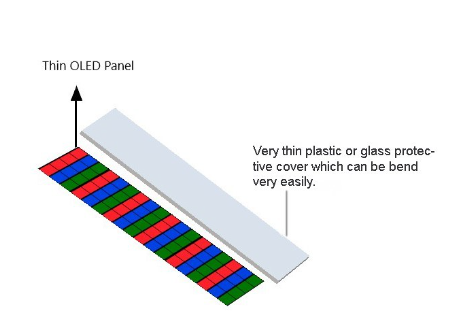 Thin OLED Panel
Very thin plastic or glass protec-
tive cover which can be bend
very easily.